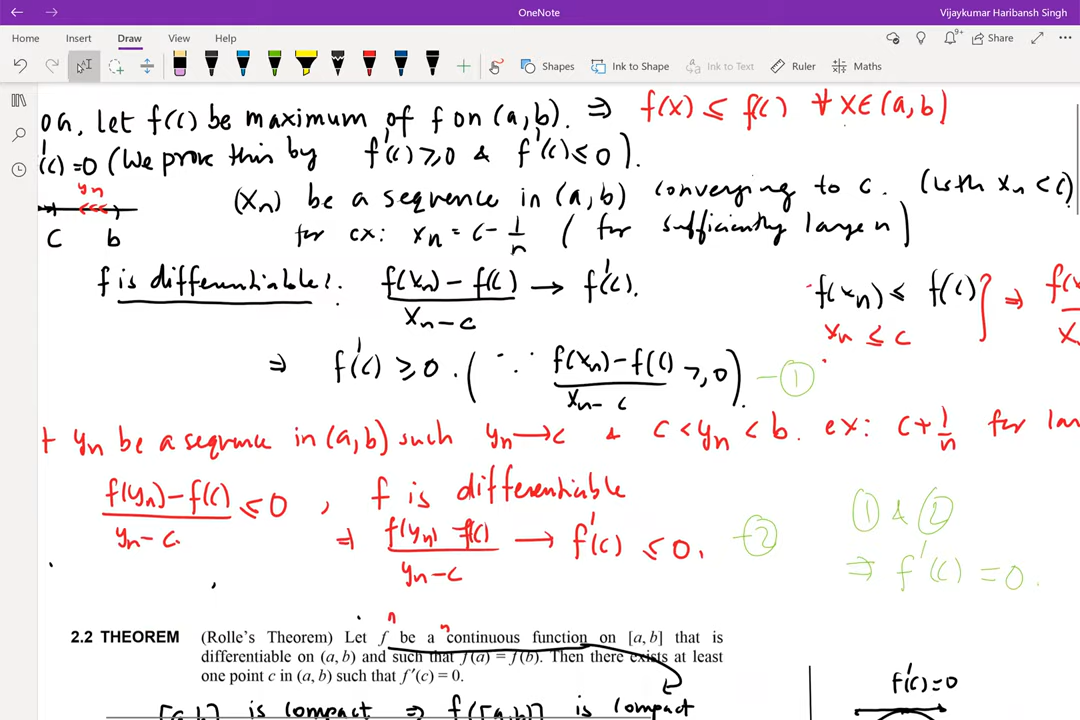 OneNote
Vijaykumar Haribansh Singh
Home Insert Draw View Help
9+ Share
Shapes Ink to Shape Ink to Text Ruler Maths
on a, let f(c) be maximum of f on (a,b). ⇒ f(x) ≤ f(c) ∀ x∈(a,b)
f'(c) =0 (We prove this by f'(c) ≥0 & f'(c) ≤ 0).
yn
c b
(xn) be a sequence in (a,b) converging to c. (with xn < c)
for ex: xn = c - 1/n (for sufficiently large n)
f is differentiable: (f(xn) - f(c))/(xn - c) → f'(c).
f(xn) ≤ f(c) } ⇒ f(x
xn ≤ c x
⇒ f'(c) ≥ 0. (∵ (f(xn) - f(c))/(xn - c) ≥ 0). - ①
t yn be a seqrnce in (a,b) such yn → c & c < yn < b. ex: c + 1/n for lar
(f(yn) - f(c))/(yn - c) ≤ 0, f is differentiable
⇒ (f(yn) - f(c))/(yn - c) → f'(c) ≤ 0. - ②
① & ②
⇒ f'(c) = 0.
n n
2.2 THEOREM (Rolle's Theorem) Let f be a continuous function on [a, b] that is
differentiable on (a, b) and such that f(a) = f(b). Then there exists at least
one point c in (a, b) such that f′(c) = 0.
f'(c)=0
[a,b] is compact ⇒ f([a,b]) is compact